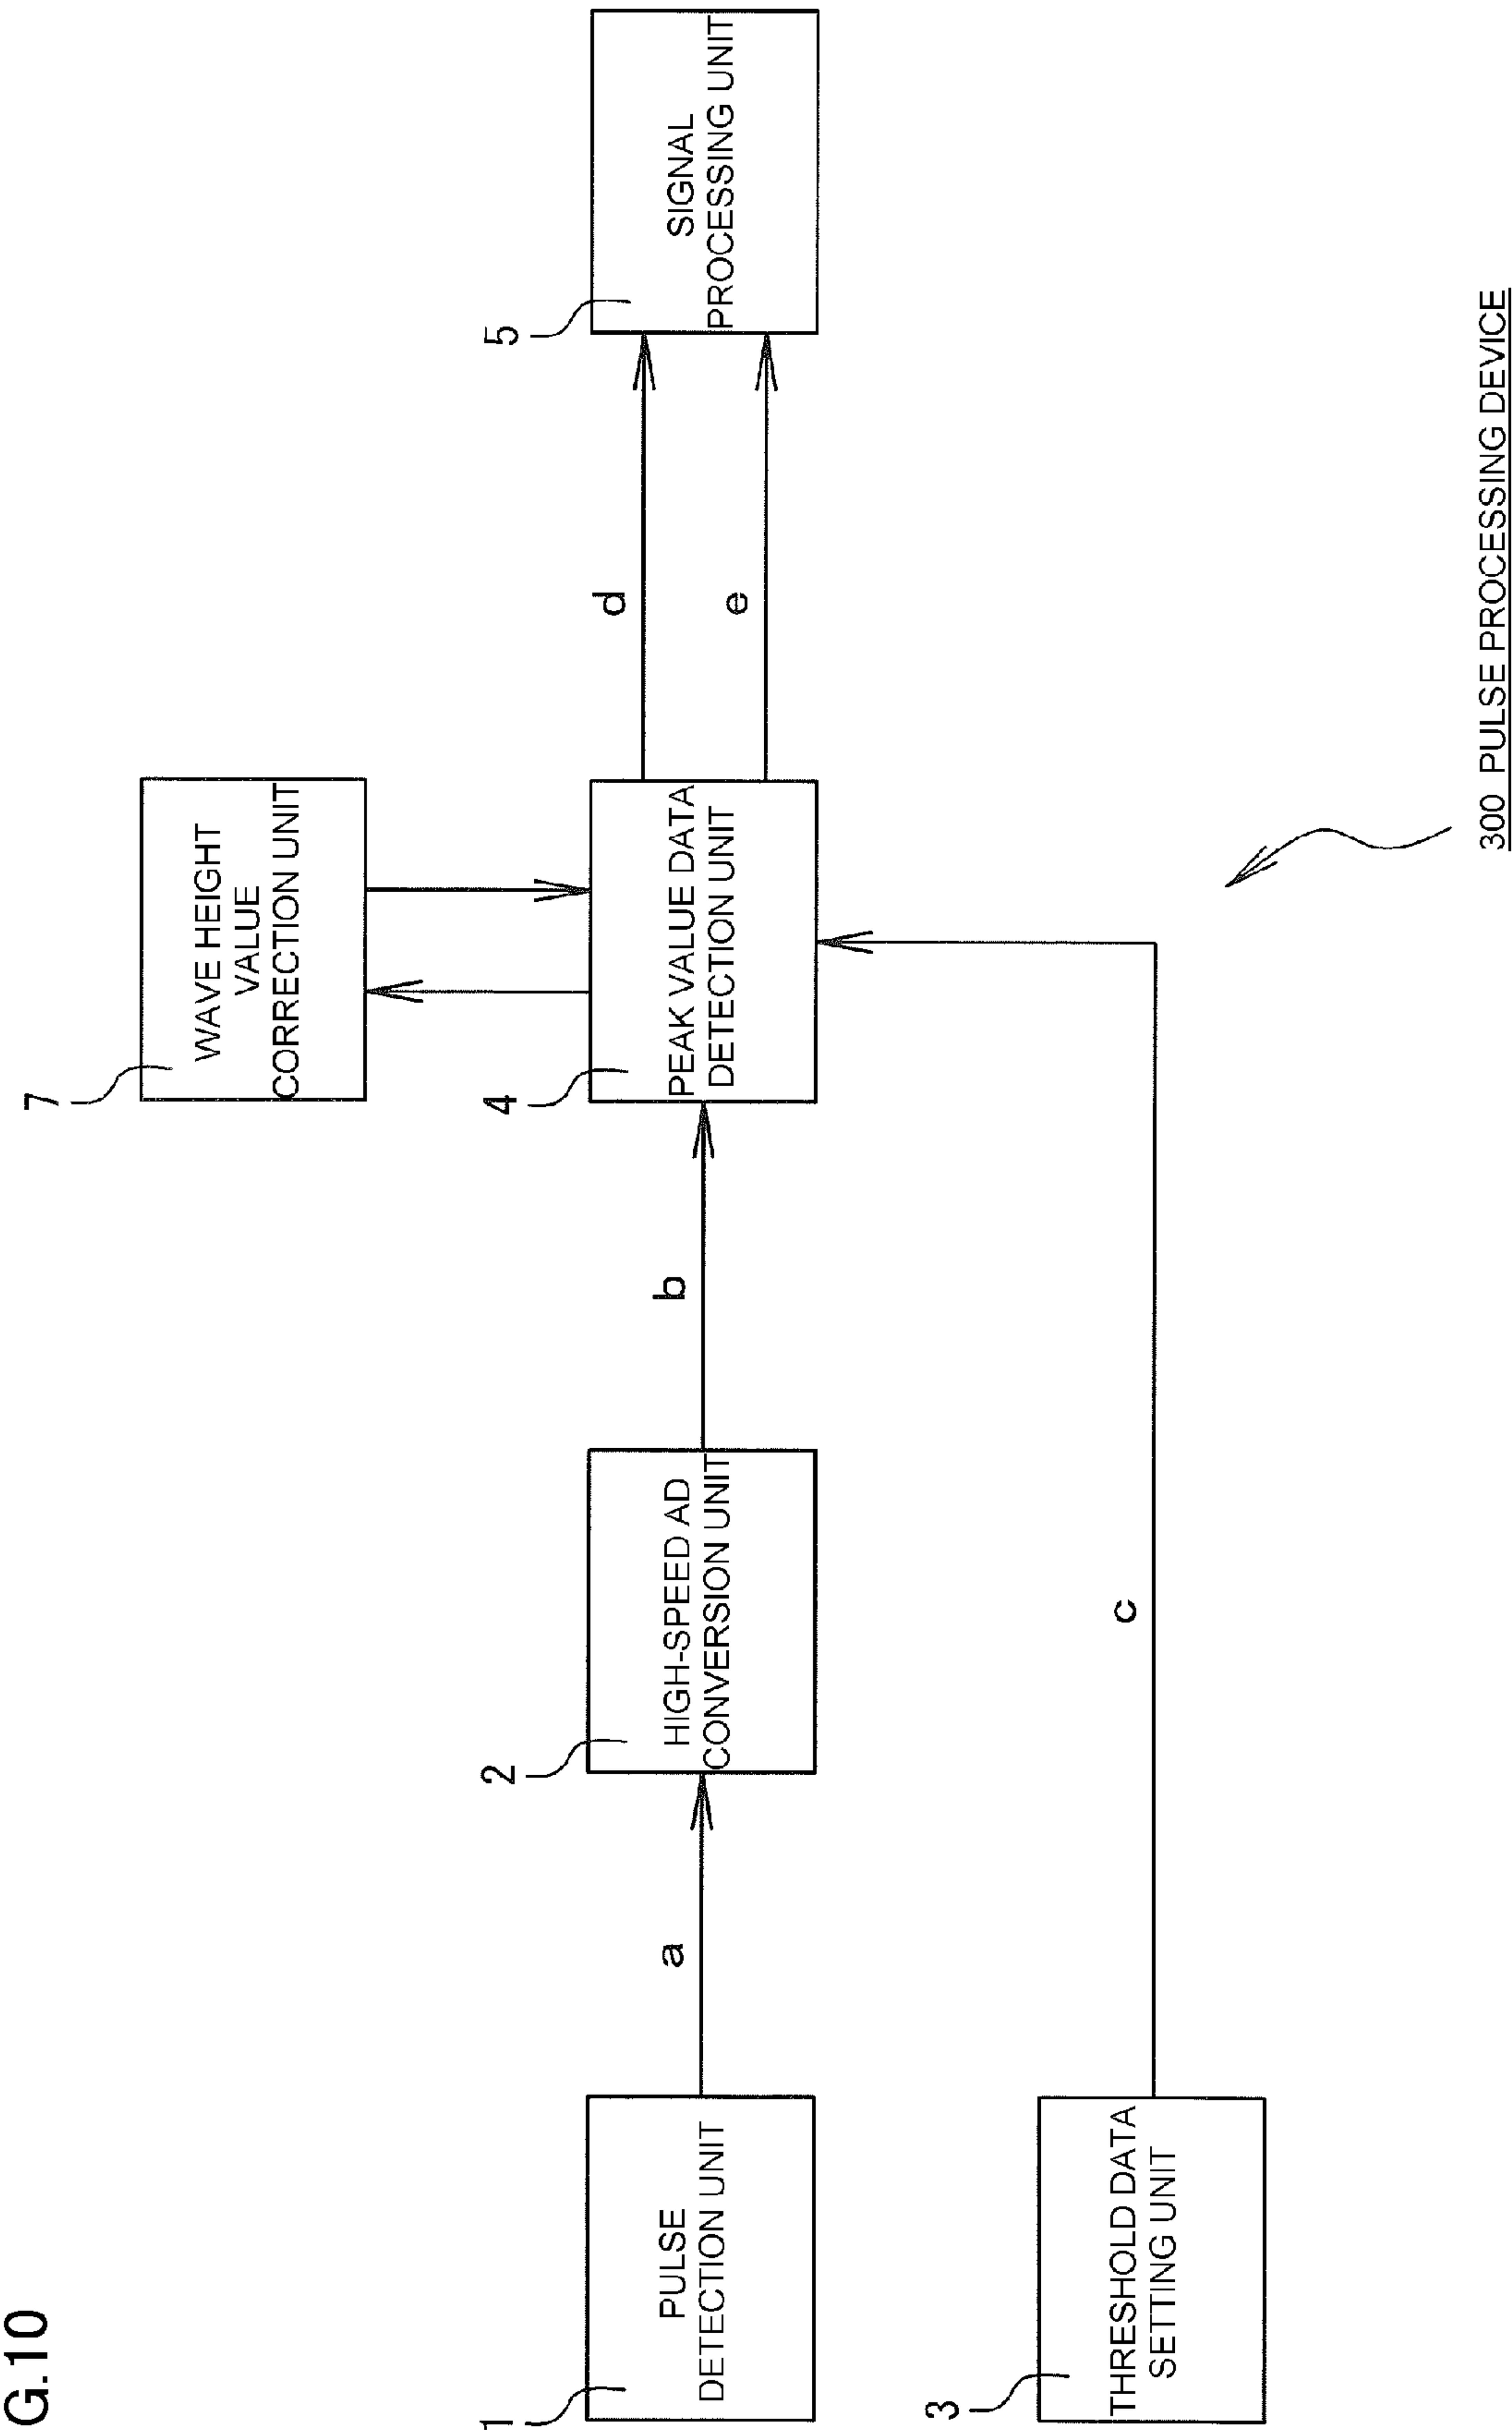 G.10
7
WAVE HEIGHT
VALUE
CORRECTION UNIT
1
PULSE
DETECTION UNIT
a
2
HIGH-SPEED AD
CONVERSION UNIT
b
4
PEAK VALUE DATA
DETECTION UNIT
d
e
5
SIGNAL
PROCESSING UNIT
3
THRESHOLD DATA
SETTING UNIT
c
300 PULSE PROCESSING DEVICE